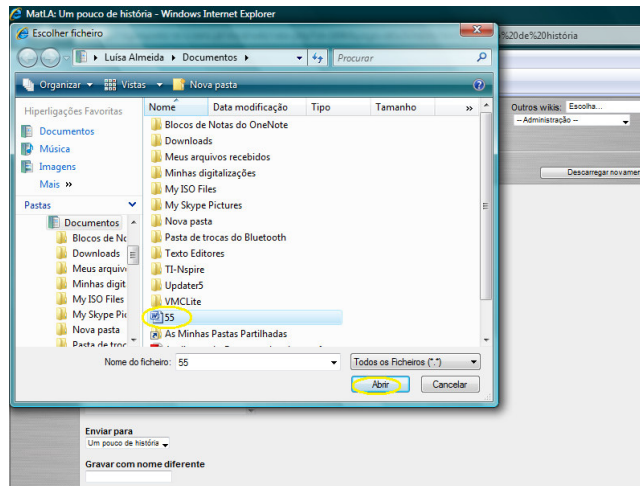 MatLA: Um pouco de história - Windows Internet Explorer
Escolher ficheiro
%20de%20história
Luísa Almeida Documentos
Procurar
Organizar Vistas Nova pasta
Hiperligações Favoritas
Documentos
Música
Imagens
Mais »
Pastas
Documentos
Blocos de Nc
Downloads
Meus arquiv
Minhas digit
My ISO Files
My Skype Pic
Nova pasta
Pasta de troc
Nome Data modificação Tipo Tamanho »
Blocos de Notas do OneNote
Downloads
Meus arquivos recebidos
Minhas digitalizações
My ISO Files
My Skype Pictures
Nova pasta
Pasta de trocas do Bluetooth
Texto Editores
TI-Nspire
Updater5
VMCLite
55
As Minhas Pastas Partilhadas
Nome do ficheiro: 55
Todos os Ficheiros (*.*)
Abrir Cancelar
Outros wikis: Escolha...
-- Administração --
Descarregar novamen
Enviar para
Um pouco de história
Gravar com nome diferente